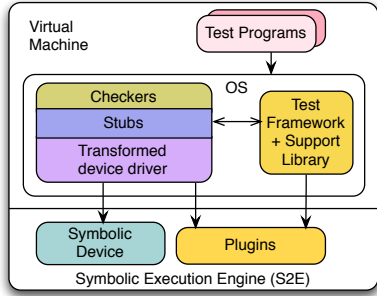 Virtual
Machine
Test Programs
OS
Checkers
Stubs
Transformed
device driver
Test
Framework
+ Support
Library
Symbolic
Device
Plugins
Symbolic Execution Engine (S2E)